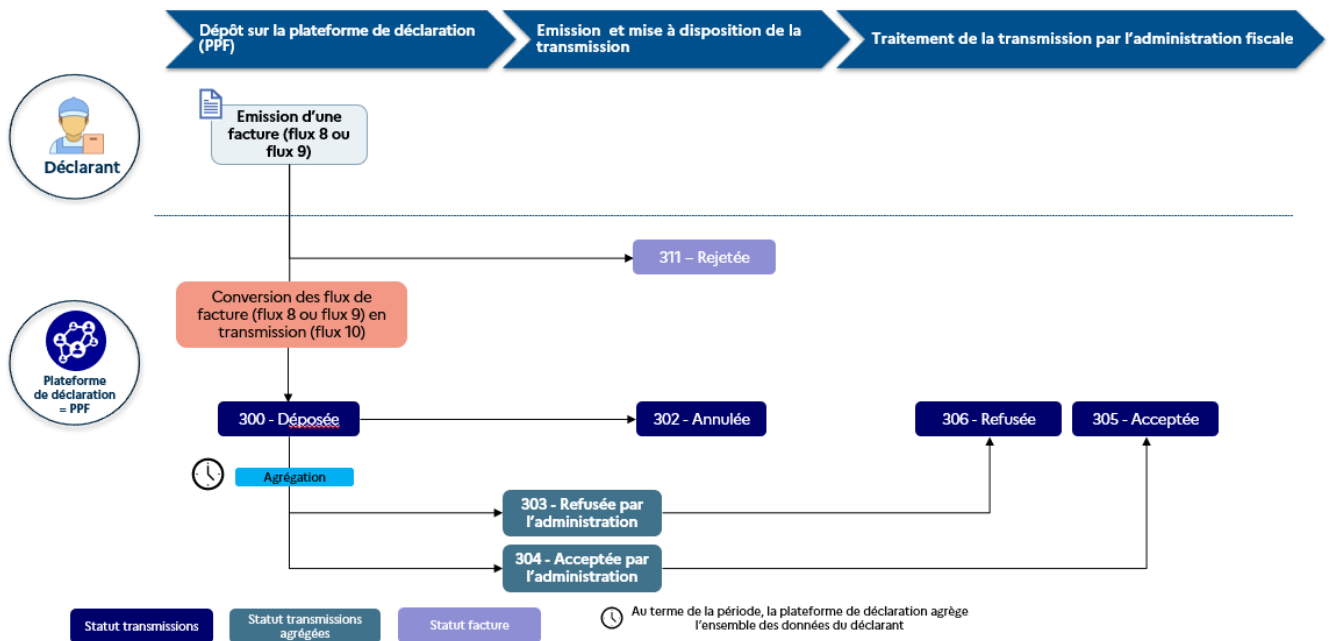 Dépôt sur la plateforme de déclaration
(PPF)
Emission et mise à disposition de la
transmission
Traitement de la transmission par l'administration fiscale
Déclarant
Emission d'une
facture (flux 8 ou
flux 9)
311 – Rejetée
Conversion des flux de
facture (flux 8 ou flux 9) en
transmission (flux 10)
Plateforme
de déclaration
= PPF
300 - Déposée
302 - Annulée
306 - Refusée
305 - Acceptée
Agrégation
303 - Refusée par
l'administration
304 - Acceptée par
l'administration
Statut transmissions
Statut transmissions
agrégées
Statut facture
Au terme de la période, la plateforme de déclaration agrège
l'ensemble des données du déclarant